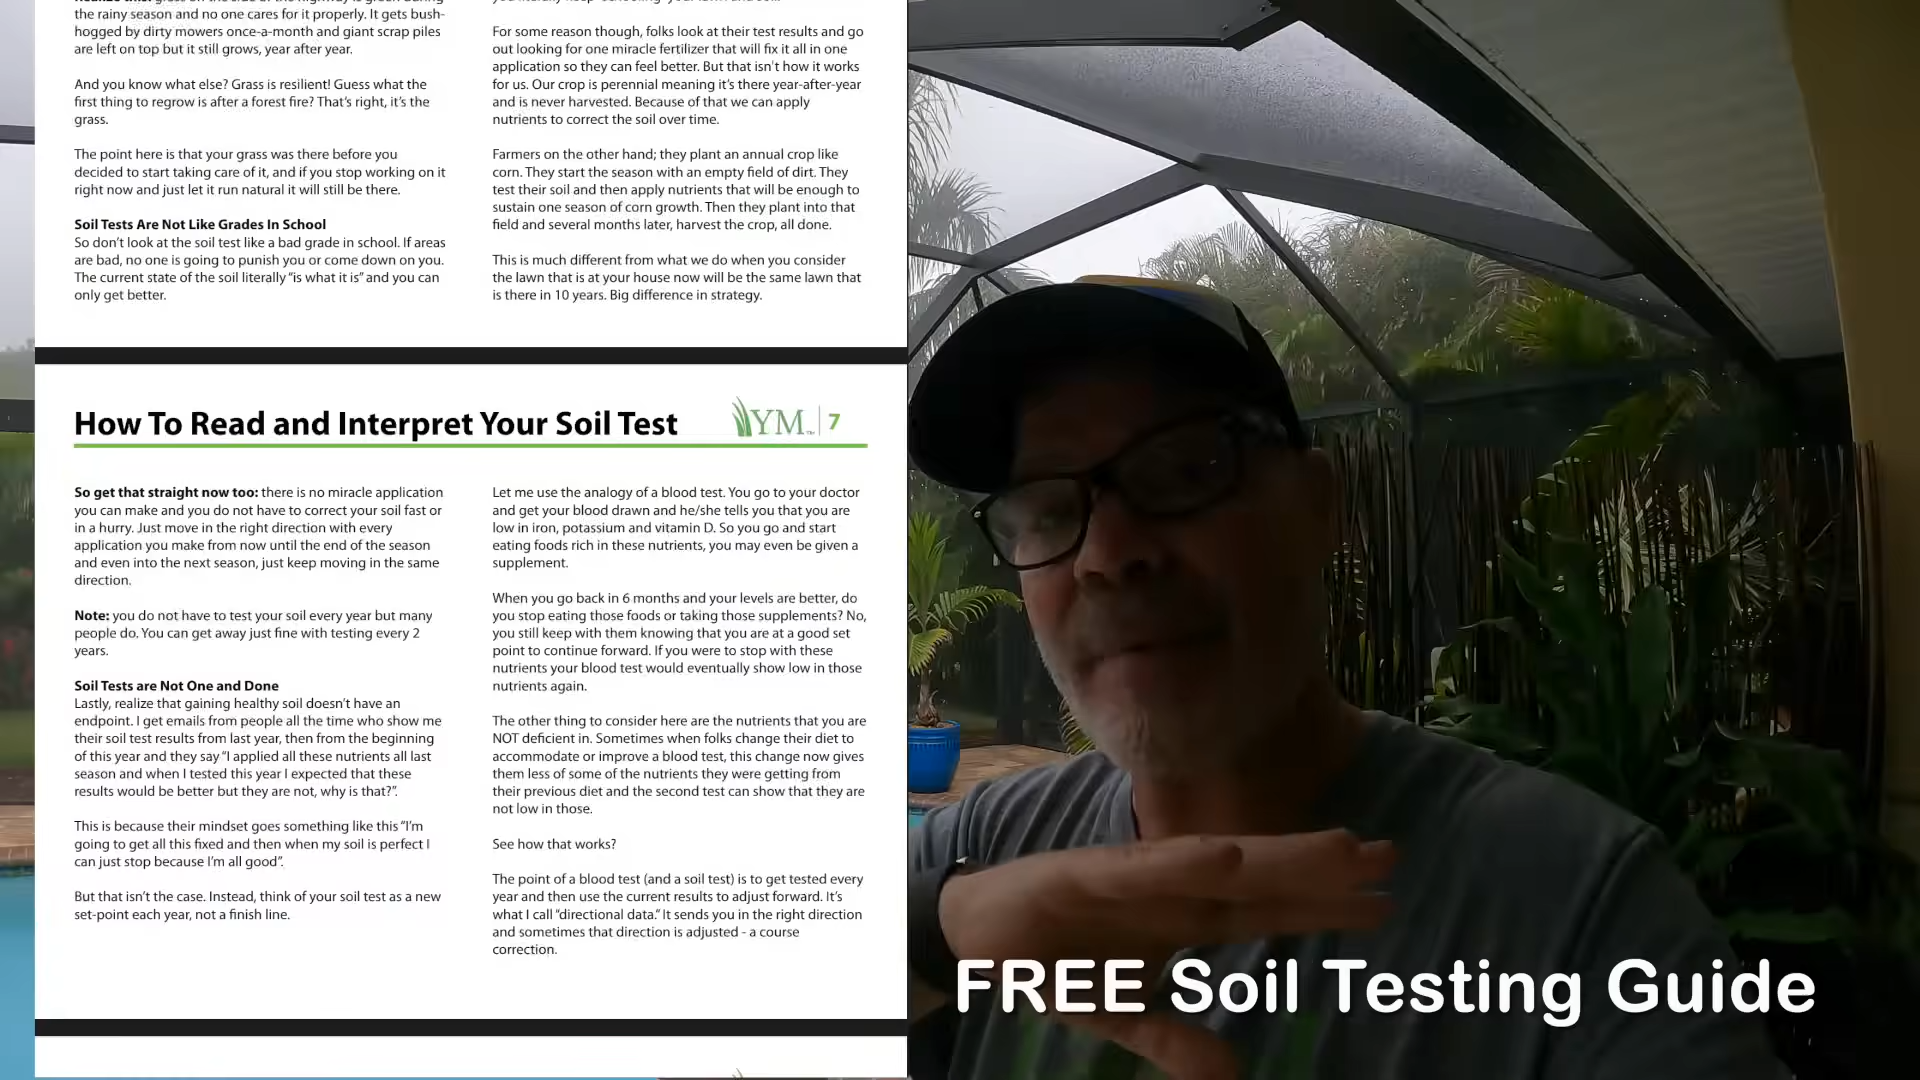 the rainy season and no one cares for it properly. It gets bush-
hogged by dirty mowers once-a-month and giant scrap piles
are left on top but it still grows, year after year.
And you know what else? Grass is resilient! Guess what the
first thing to regrow is after a forest fire? That's right, it's the
grass.
The point here is that your grass was there before you
decided to start taking care of it, and if you stop working on it
right now and just let it run natural it will still be there.
Soil Tests Are Not Like Grades In School
So don't look at the soil test like a bad grade in school. If areas
are bad, no one is going to punish you or come down on you.
The current state of the soil literally "is what it is" and you can
only get better.
For some reason though, folks look at their test results and go
out looking for one miracle fertilizer that will fix it all in one
application so they can feel better. But that isn't how it works
for us. Our crop is perennial meaning it's there year-after-year
and is never harvested. Because of that we can apply
nutrients to correct the soil over time.
Farmers on the other hand; they plant an annual crop like
corn. They start the season with an empty field of dirt. They
test their soil and then apply nutrients that will be enough to
sustain one season of corn growth. Then they plant into that
field and several months later, harvest the crop, all done.
This is much different from what we do when you consider
the lawn that is at your house now will be the same lawn that
is there in 10 years. Big difference in strategy.
How To Read and Interpret Your Soil Test
YM 7
So get that straight now too: there is no miracle application
you can make and you do not have to correct your soil fast or
in a hurry. Just move in the right direction with every
application you make from now until the end of the season
and even into the next season, just keep moving in the same
direction.
Note: you do not have to test your soil every year but many
people do. You can get away just fine with testing every 2
years.
Soil Tests are Not One and Done
Lastly, realize that gaining healthy soil doesn't have an
endpoint. I get emails from people all the time who show me
their soil test results from last year, then from the beginning
of this year and they say "I applied all these nutrients all last
season and when I tested this year I expected that these
results would be better but they are not, why is that?".
This is because their mindset goes something like this "I'm
going to get all this fixed and then when my soil is perfect I
can just stop because I'm all good".
But that isn't the case. Instead, think of your soil test as a new
set-point each year, not a finish line.
Let me use the analogy of a blood test. You go to your doctor
and get your blood drawn and he/she tells you that you are
low in iron, potassium and vitamin D. So you go and start
eating foods rich in these nutrients, you may even be given a
supplement.
When you go back in 6 months and your levels are better, do
you stop eating those foods or taking those supplements? No,
you still keep with them knowing that you are at a good set
point to continue forward. If you were to stop with these
nutrients your blood test would eventually show low in those
nutrients again.
The other thing to consider here are the nutrients that you are
NOT deficient in. Sometimes when folks change their diet to
accommodate or improve a blood test, this change now gives
them less of some of the nutrients they were getting from
their previous diet and the second test can show that they are
not low in those.
See how that works?
The point of a blood test (and a soil test) is to get tested every
year and then use the current results to adjust forward. It's
what I call "directional data." It sends you in the right direction
and sometimes that direction is adjusted - a course
correction.
FREE Soil Testing Guide